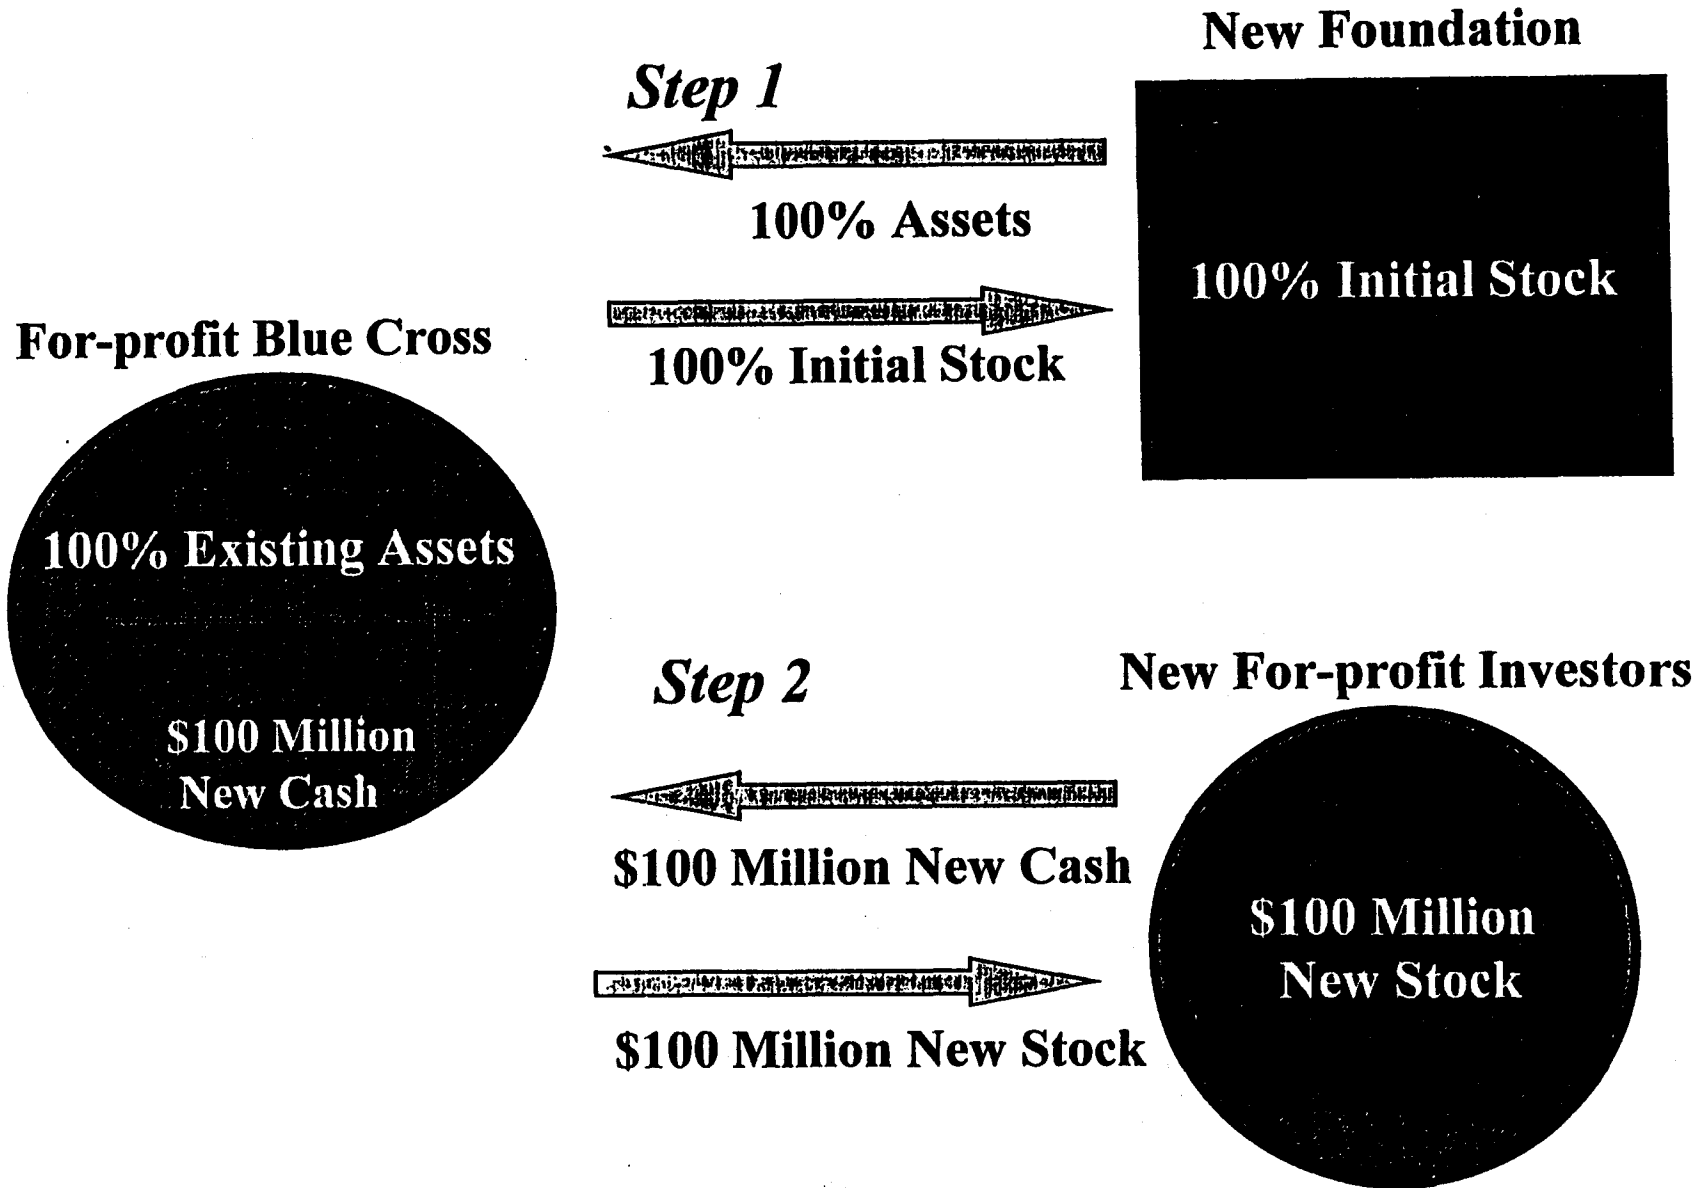 New Foundation
Step 1
100% Assets
100% Initial Stock
100% Initial Stock
For-profit Blue Cross
100% Existing Assets
$100 Million
New Cash
Step 2
New For-profit Investors
$100 Million New Cash
$100 Million
New Stock
$100 Million New Stock